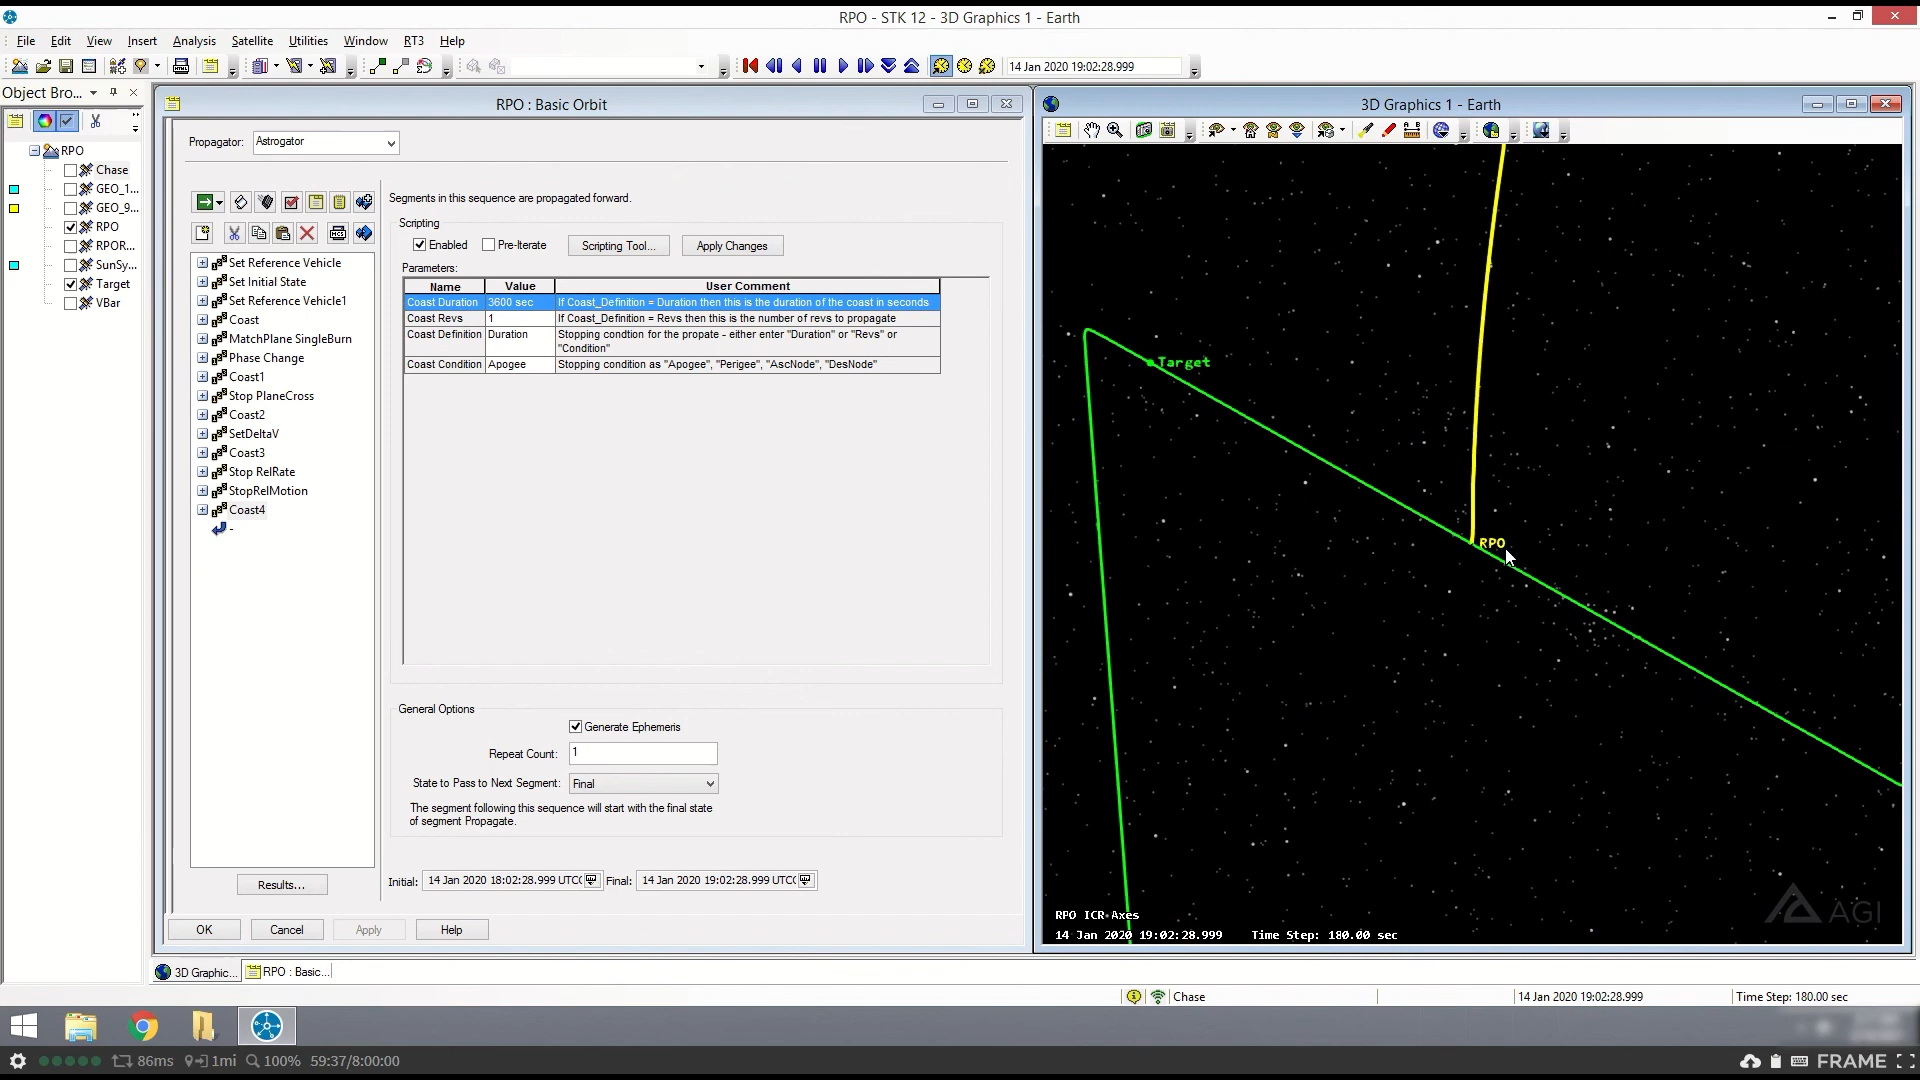 RPO - STK 12 - 3D Graphics 1 - Earth
File Edit View Insert Analysis Satellite Utilities Window RT3 Help
14 Jan 2020 19:02:28.999
Object Bro...
RPO
Chase
GEO_1...
GEO_9...
RPO
RPOR...
SunSy...
Target
VBar
RPO : Basic Orbit
Propagator: Astrogator
Set Reference Vehicle
Set Initial State
Set Reference Vehicle1
Coast
MatchPlane SingleBurn
Phase Change
Coast1
Stop PlaneCross
Coast2
SetDeltaV
Coast3
Stop RelRate
StopRelMotion
Coast4
-
Results...
Segments in this sequence are propagated forward.
Scripting
Enabled Pre-Iterate Scripting Tool... Apply Changes
Parameters:
Name Value User Comment
Coast Duration 3600 sec If Coast_Definition = Duration then this is the duration of the coast in seconds
Coast Revs 1 If Coast_Definition = Revs then this is the number of revs to propagate
Coast Definition Duration Stopping condtion for the propate - either enter "Duration" or "Revs" or
"Condition"
Coast Condition Apogee Stopping condition as "Apogee", "Perigee", "AscNode", "DesNode"
General Options
Generate Ephemeris
Repeat Count: 1
State to Pass to Next Segment: Final
The segment following this sequence will start with the final state
of segment Propagate.
Initial: 14 Jan 2020 18:02:28.999 UTC( Final: 14 Jan 2020 19:02:28.999 UTC(
OK Cancel Apply Help
3D Graphics 1 - Earth
Target
RPO
AGI
RPO ICR Axes
14 Jan 2020 19:02:28.999 Time Step: 180.00 sec
3D Graphic... RPO : Basic...
Chase 14 Jan 2020 19:02:28.999 Time Step: 180.00 sec
86ms 1mi 100% 59:37/8:00:00 FRAME